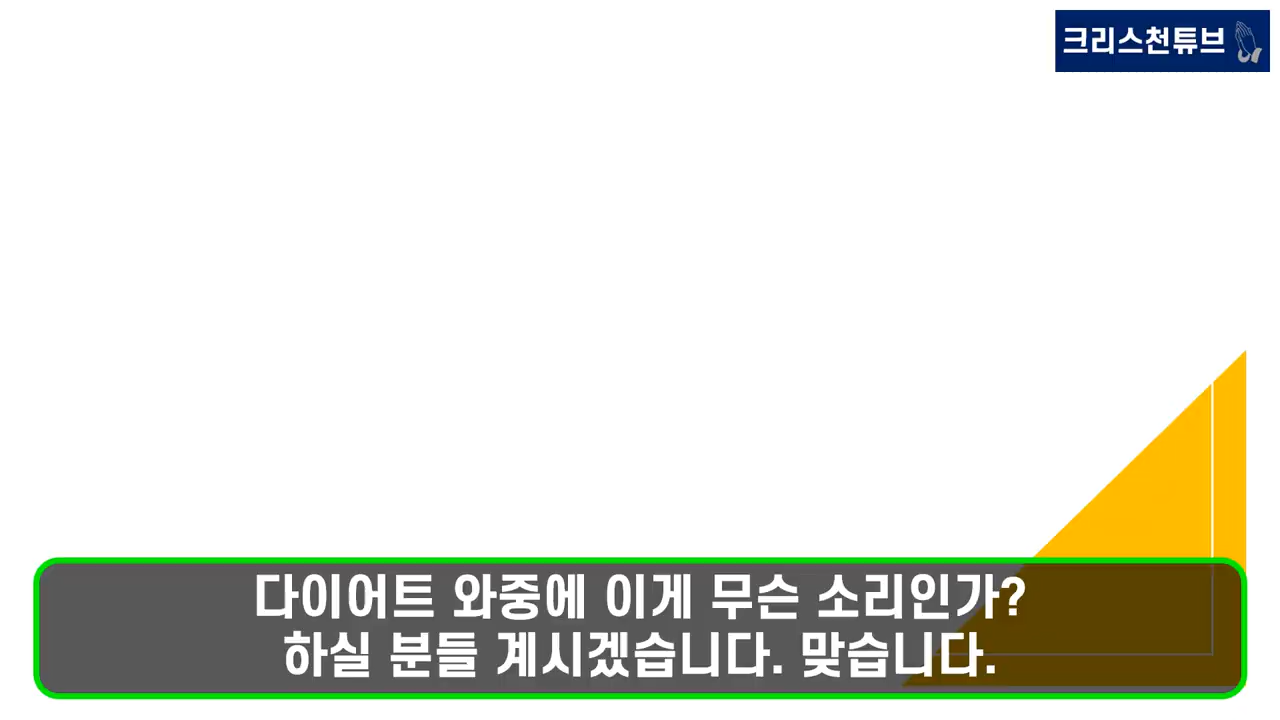 크리스천튜브
다이어트 와중에 이게 무슨 소리인가?
하실 분들 계시겠습니다. 맞습니다.